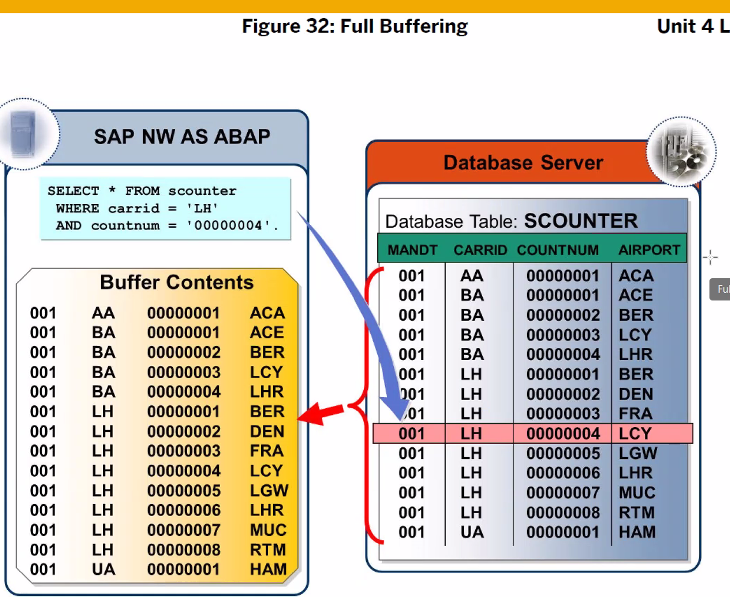 Figure 32: Full Buffering
Unit 4 L
SAP NW AS ABAP
SELECT * FROM scounter
WHERE carrid = 'LH'
AND countnum = '00000004'.
Buffer Contents
001 AA 00000001 ACA
001 BA 00000001 ACE
001 BA 00000002 BER
001 BA 00000003 LCY
001 BA 00000004 LHR
001 LH 00000001 BER
001 LH 00000002 DEN
001 LH 00000003 FRA
001 LH 00000004 LCY
001 LH 00000005 LGW
001 LH 00000006 LHR
001 LH 00000007 MUC
001 LH 00000008 RTM
001 UA 00000001 HAM
Database Server
Database Table: SCOUNTER
MANDT CARRID COUNTNUM AIRPORT
001 AA 00000001 ACA
001 BA 00000001 ACE
001 BA 00000002 BER
001 BA 00000003 LCY
001 BA 00000004 LHR
001 LH 00000001 BER
001 LH 00000002 DEN
001 LH 00000003 FRA
001 LH 00000004 LCY
001 LH 00000005 LGW
001 LH 00000006 LHR
001 LH 00000007 MUC
001 LH 00000008 RTM
001 UA 00000001 HAM
Ful